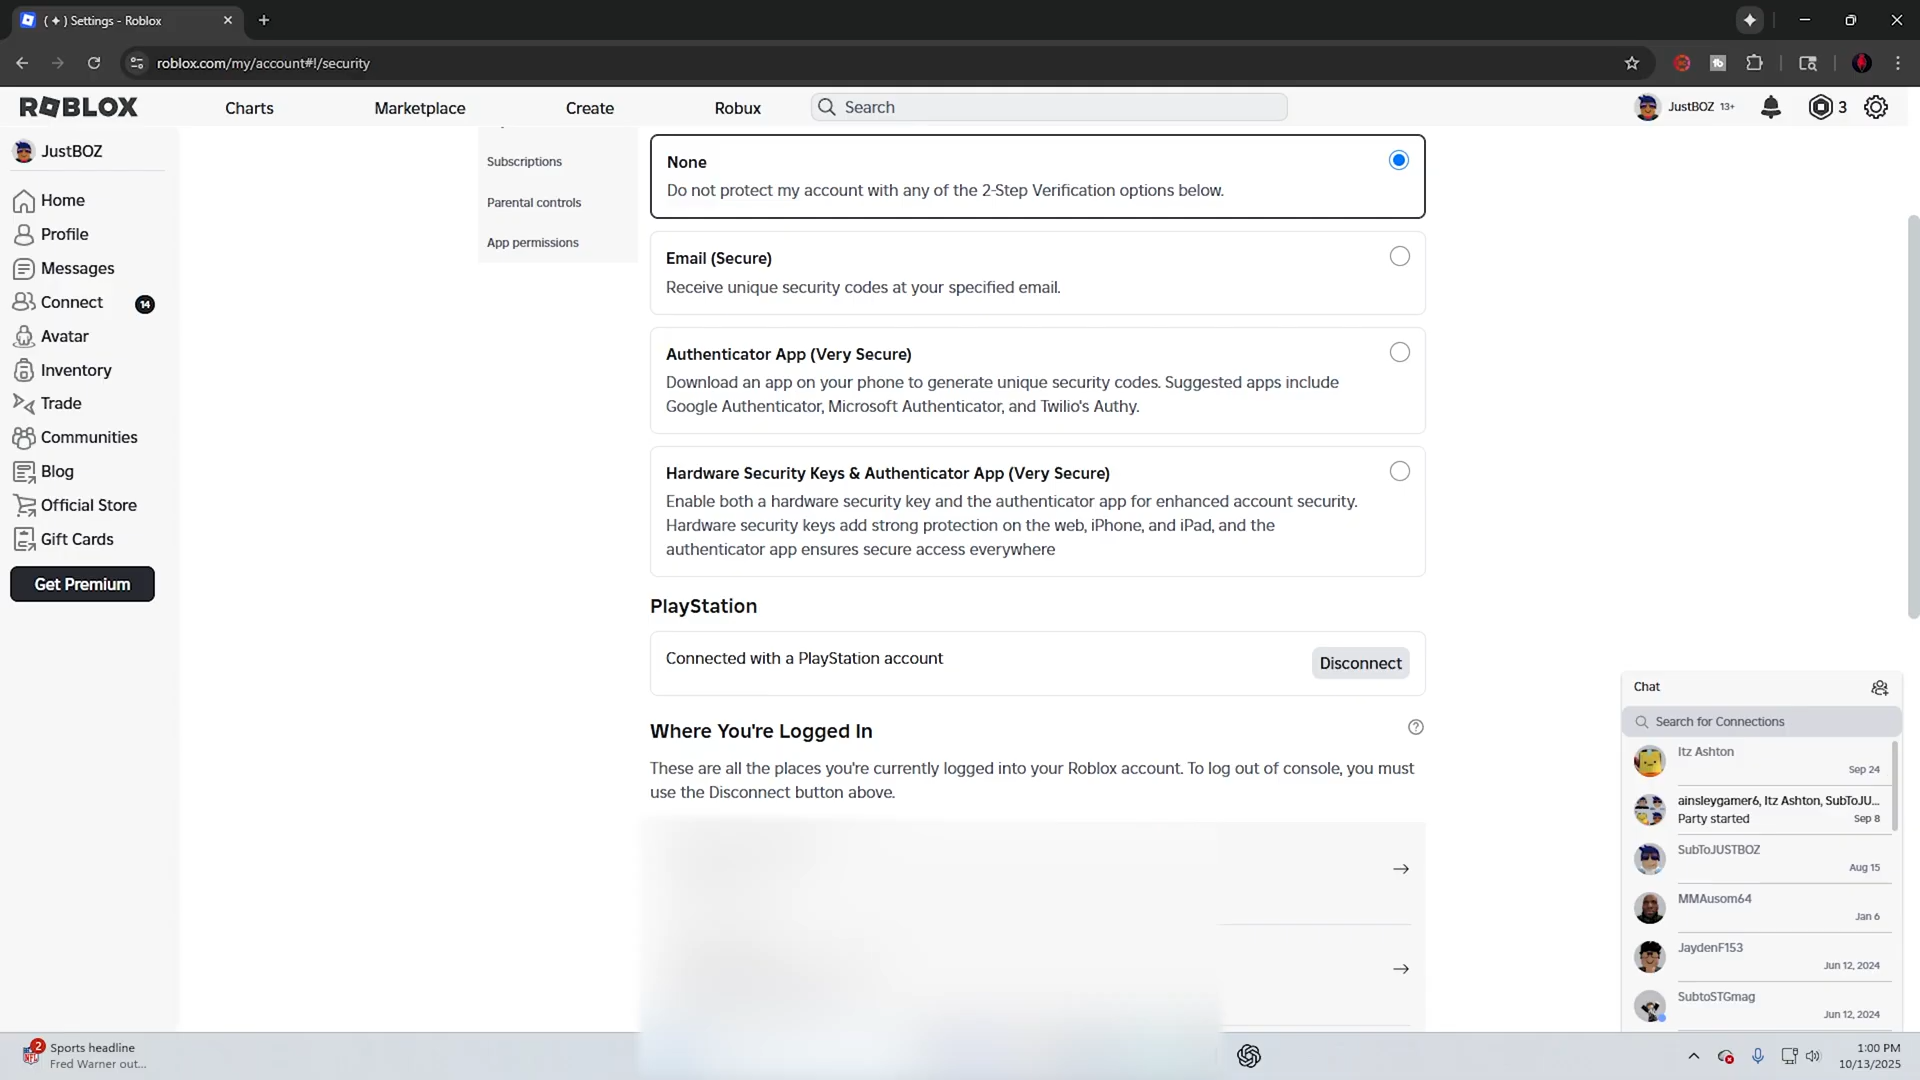 ( ✦ ) Settings - Roblox
roblox.com/my/account#!/security
ROBLOX
Charts
Marketplace
Create
Robux
Search
JustBOZ 13+
3
JustBOZ
Home
Profile
Messages
Connect
14
Avatar
Inventory
Trade
Communities
Blog
Official Store
Gift Cards
Get Premium
Subscriptions
Parental controls
App permissions
None
Do not protect my account with any of the 2-Step Verification options below.
Email (Secure)
Receive unique security codes at your specified email.
Authenticator App (Very Secure)
Download an app on your phone to generate unique security codes. Suggested apps include
Google Authenticator, Microsoft Authenticator, and Twilio's Authy.
Hardware Security Keys & Authenticator App (Very Secure)
Enable both a hardware security key and the authenticator app for enhanced account security.
Hardware security keys add strong protection on the web, iPhone, and iPad, and the
authenticator app ensures secure access everywhere
PlayStation
Connected with a PlayStation account
Disconnect
Where You're Logged In
These are all the places you're currently logged into your Roblox account. To log out of console, you must
use the Disconnect button above.
Chat
Search for Connections
Itz Ashton
Sep 24
ainsleygamer6, Itz Ashton, SubToJU...
Party started
Sep 8
SubToJUSTBOZ
Aug 15
MMAusom64
Jan 6
JaydenF153
Jun 12, 2024
SubtoSTGmag
Jun 12, 2024
2
Sports headline
Fred Warner out...
1:00 PM
10/13/2025